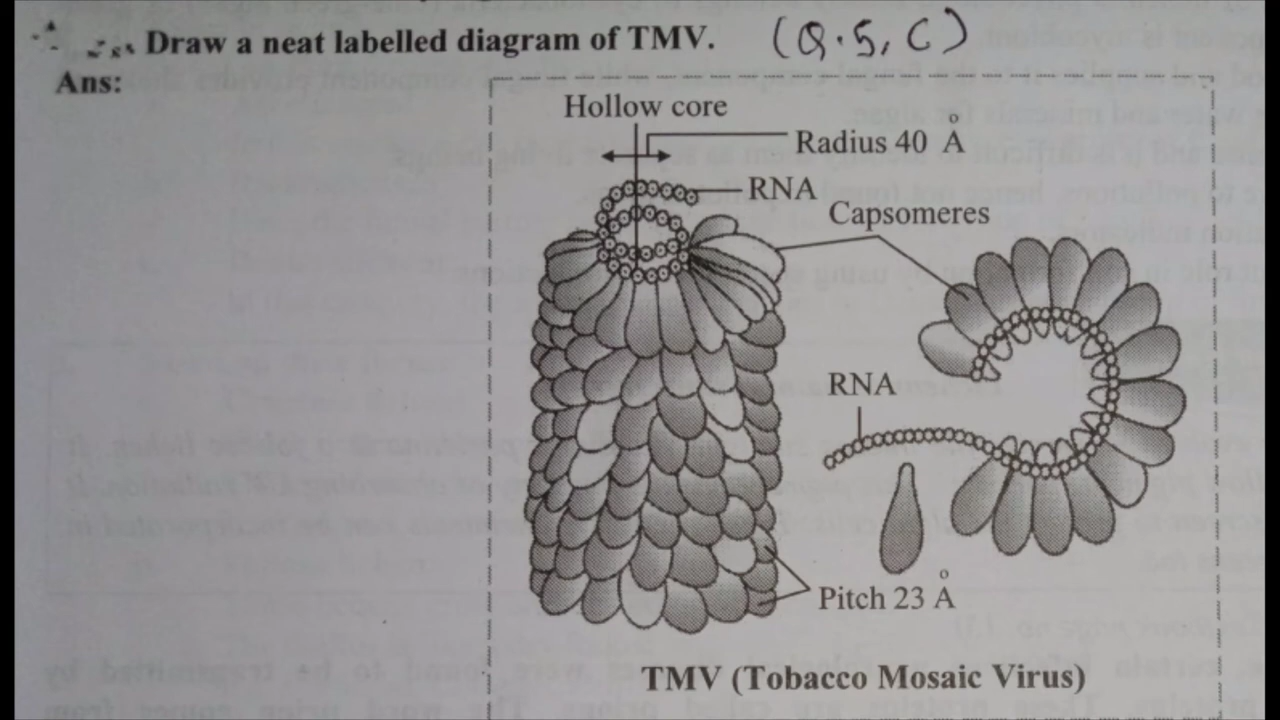 Draw a neat labelled diagram of TMV. (Q.5, C)
Ans:
Hollow core
Radius 40 Å
RNA
Capsomeres
RNA
Pitch 23 Å
TMV (Tobacco Mosaic Virus)